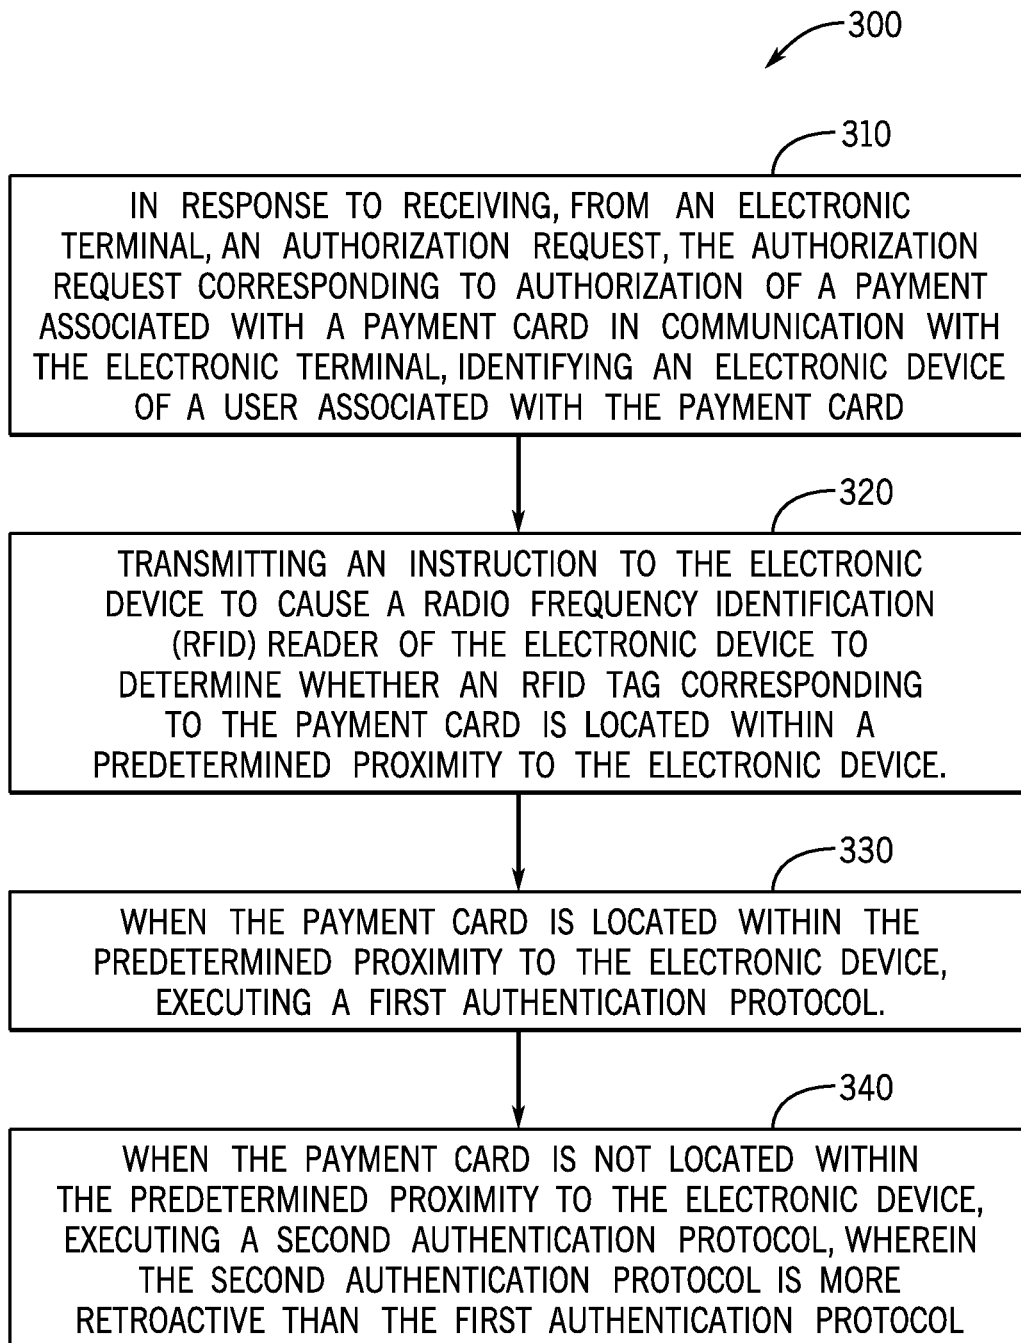 300
310
IN RESPONSE TO RECEIVING, FROM AN ELECTRONIC
TERMINAL, AN AUTHORIZATION REQUEST, THE AUTHORIZATION
REQUEST CORRESPONDING TO AUTHORIZATION OF A PAYMENT
ASSOCIATED WITH A PAYMENT CARD IN COMMUNICATION WITH
THE ELECTRONIC TERMINAL, IDENTIFYING AN ELECTRONIC DEVICE
OF A USER ASSOCIATED WITH THE PAYMENT CARD
320
TRANSMITTING AN INSTRUCTION TO THE ELECTRONIC
DEVICE TO CAUSE A RADIO FREQUENCY IDENTIFICATION
(RFID) READER OF THE ELECTRONIC DEVICE TO
DETERMINE WHETHER AN RFID TAG CORRESPONDING
TO THE PAYMENT CARD IS LOCATED WITHIN A
PREDETERMINED PROXIMITY TO THE ELECTRONIC DEVICE.
330
WHEN THE PAYMENT CARD IS LOCATED WITHIN THE
PREDETERMINED PROXIMITY TO THE ELECTRONIC DEVICE,
EXECUTING A FIRST AUTHENTICATION PROTOCOL.
340
WHEN THE PAYMENT CARD IS NOT LOCATED WITHIN
THE PREDETERMINED PROXIMITY TO THE ELECTRONIC DEVICE,
EXECUTING A SECOND AUTHENTICATION PROTOCOL, WHEREIN
THE SECOND AUTHENTICATION PROTOCOL IS MORE
RETROACTIVE THAN THE FIRST AUTHENTICATION PROTOCOL